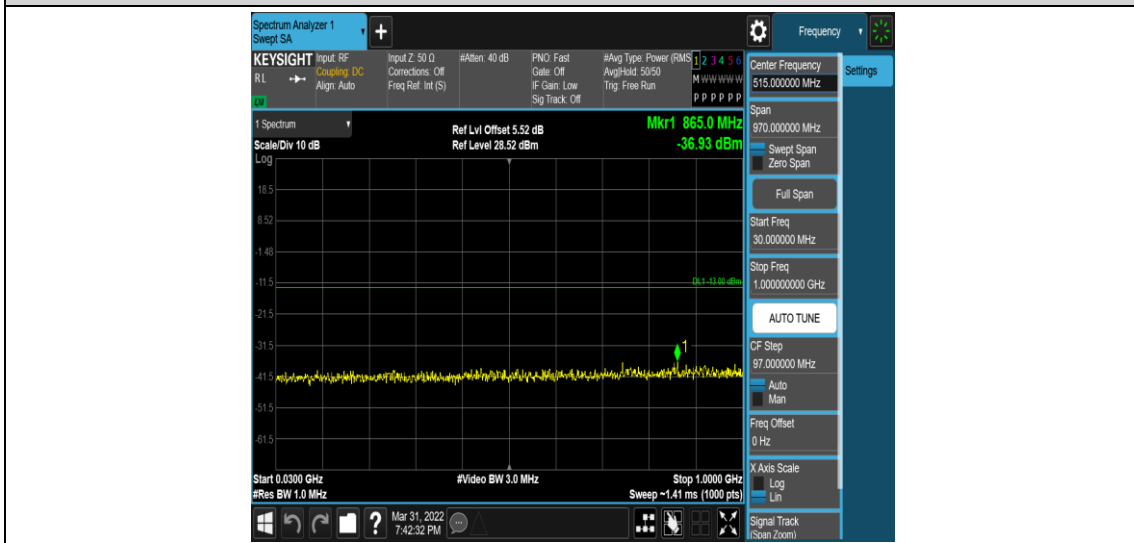 Spectrum Analyzer 1
Swept SA
+
Frequency
KEYSIGHT
RL
LXI
Input: RF
Coupling: DC
Align: Auto
Input Z: 50 Ω
Corrections: Off
Freq Ref: Int (S)
#Atten: 40 dB
PNO: Fast
Gate: Off
IF Gain: Low
Sig Track: Off
#Avg Type: Power (RMS
Avg|Hold: 50/50
Trig: Free Run
1 2 3 4 5 6
M W W W W W
P P P P P P
1 Spectrum
Scale/Div 10 dB
Ref Lvl Offset 5.52 dB
Ref Level 28.52 dBm
Mkr1 865.0 MHz
-36.93 dBm
Log
18.5
8.52
-1.48
-11.5
DL1 -13.00 dBm
-21.5
-31.5
1
-41.5
-51.5
-61.5
Start 0.0300 GHz
#Video BW 3.0 MHz
Stop 1.0000 GHz
#Res BW 1.0 MHz
Sweep ~1.41 ms (1000 pts)
?
Mar 31, 2022
7:42:32 PM
Center Frequency
515.000000 MHz
Settings
Span
970.000000 MHz
Swept Span
Zero Span
Full Span
Start Freq
30.000000 MHz
Stop Freq
1.000000000 GHz
AUTO TUNE
CF Step
97.000000 MHz
Auto
Man
Freq Offset
0 Hz
X Axis Scale
Log
Lin
Signal Track
(Span Zoom)